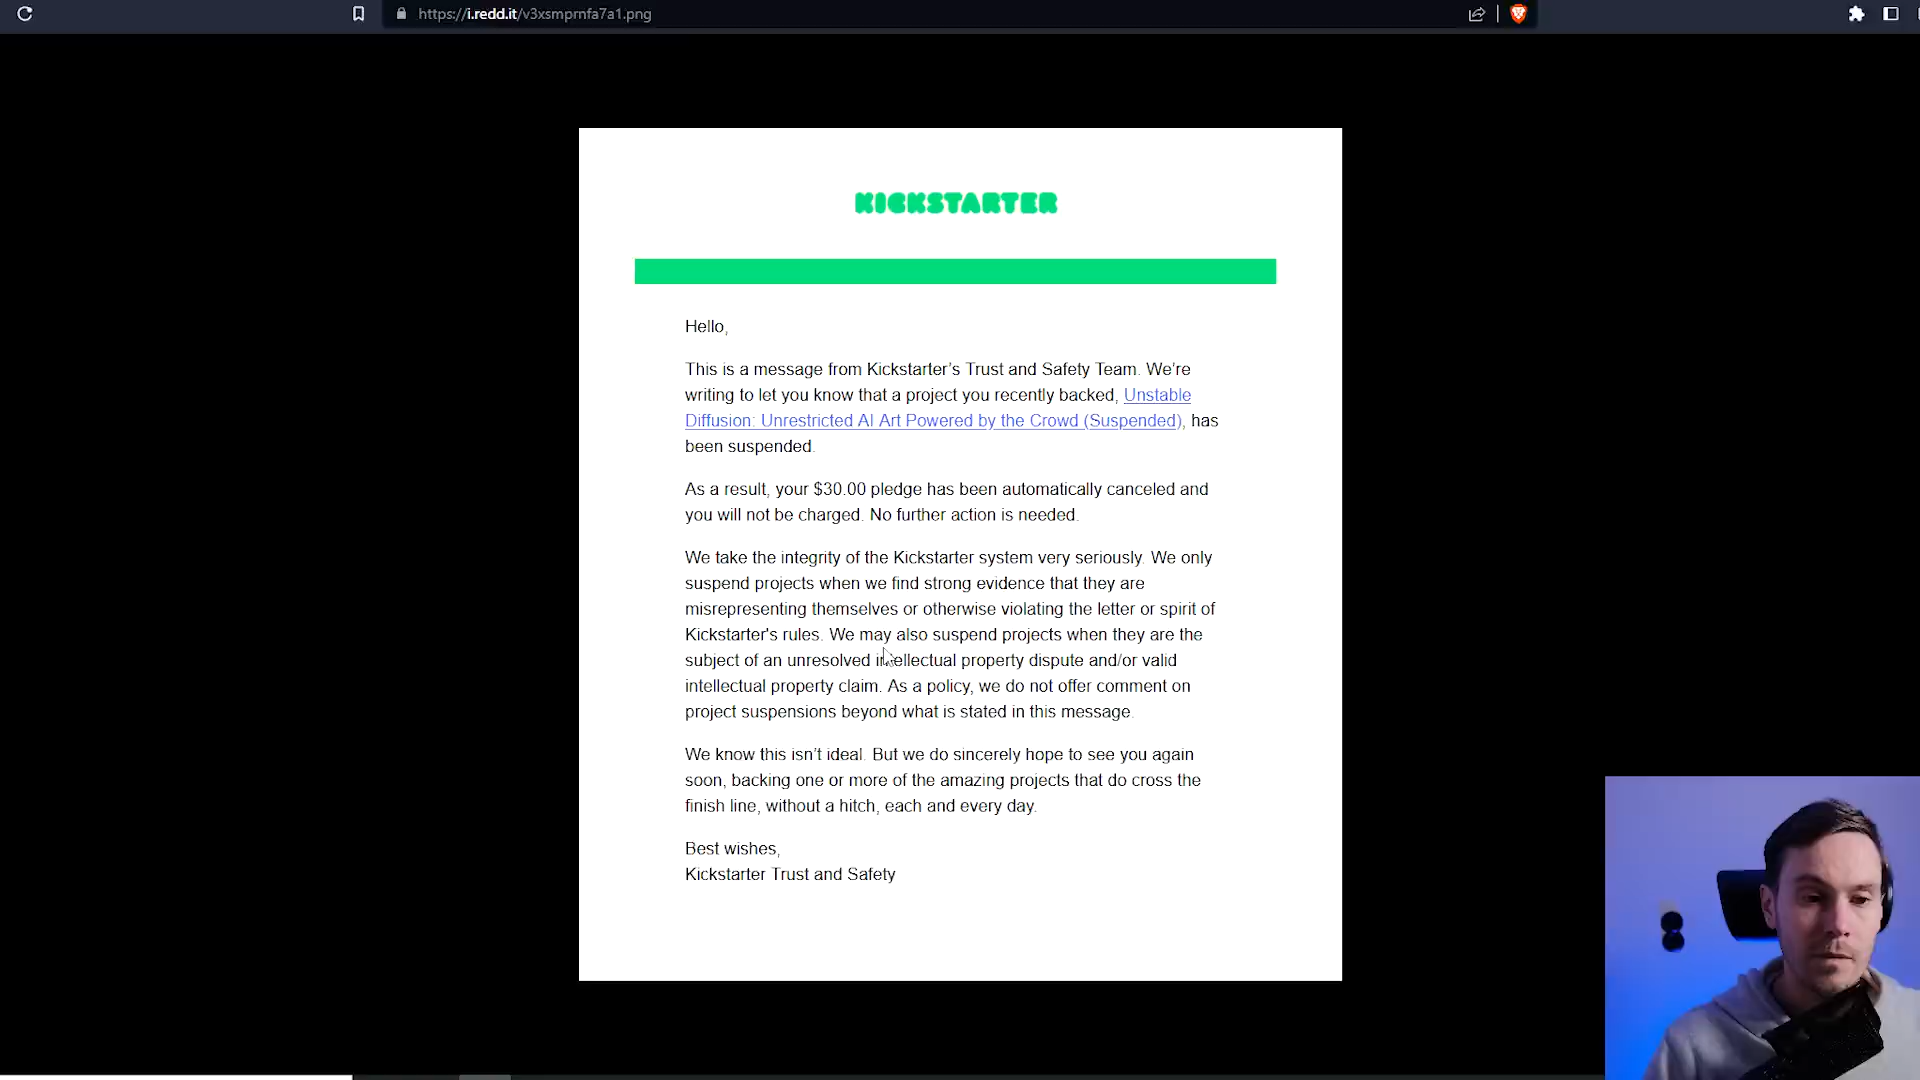 https://i.redd.it/v3xsmprnfa7a1.png
KICKSTARTER
Hello,
This is a message from Kickstarter’s Trust and Safety Team. We’re
writing to let you know that a project you recently backed, Unstable
Diffusion: Unrestricted AI Art Powered by the Crowd (Suspended), has
been suspended.
As a result, your $30.00 pledge has been automatically canceled and
you will not be charged. No further action is needed.
We take the integrity of the Kickstarter system very seriously. We only
suspend projects when we find strong evidence that they are
misrepresenting themselves or otherwise violating the letter or spirit of
Kickstarter's rules. We may also suspend projects when they are the
subject of an unresolved intellectual property dispute and/or valid
intellectual property claim. As a policy, we do not offer comment on
project suspensions beyond what is stated in this message.
We know this isn’t ideal. But we do sincerely hope to see you again
soon, backing one or more of the amazing projects that do cross the
finish line, without a hitch, each and every day.
Best wishes,
Kickstarter Trust and Safety